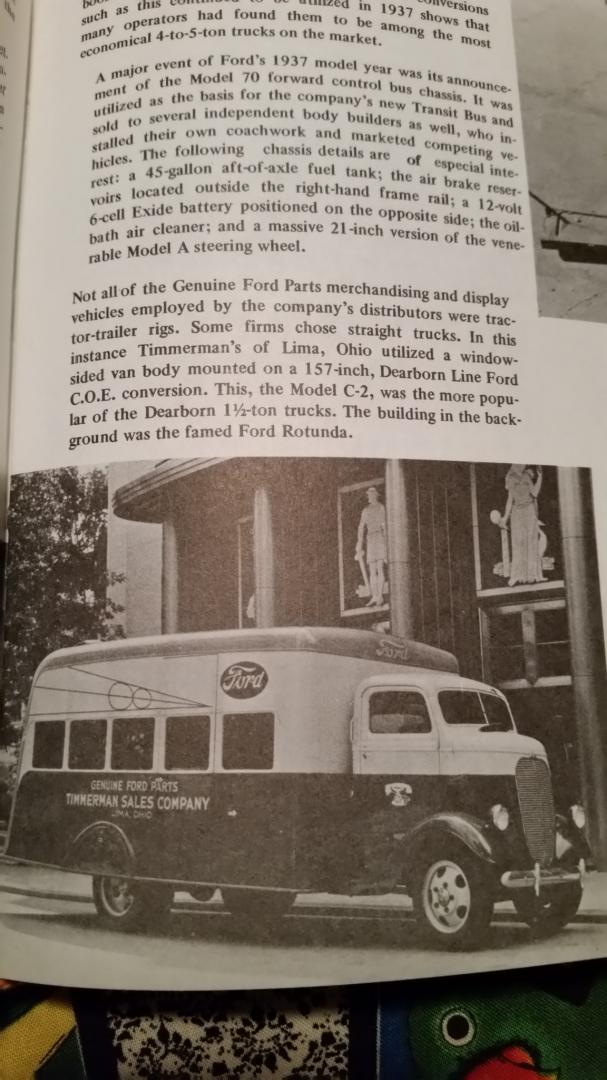 such as this continued to be utilized in 1937 shows that
many operators had found them to be among the most
economical 4-to-5-ton trucks on the market.
A major event of Ford's 1937 model year was its announce-
ment of the Model 70 forward control bus chassis. It was
utilized as the basis for the company's new Transit Bus and
sold to several independent body builders as well, who in-
stalled their own coachwork and marketed competing ve-
hicles. The following chassis details are of especial inte-
rest: a 45-gallon aft-of-axle fuel tank; the air brake reser-
voirs located outside the right-hand frame rail; a 12-volt
6-cell Exide battery positioned on the opposite side; the oil-
bath air cleaner; and a massive 21-inch version of the vene-
rable Model A steering wheel.
Not all of the Genuine Ford Parts merchandising and display
vehicles employed by the company's distributors were trac-
tor-trailer rigs. Some firms chose straight trucks. In this
instance Timmerman's of Lima, Ohio utilized a window-
sided van body mounted on a 157-inch, Dearborn Line Ford
C.O.E. conversion. This, the Model C-2, was the more popu-
lar of the Dearborn 1½-ton trucks. The building in the back-
ground was the famed Ford Rotunda.
Ford
Ford
GENUINE FORD PARTS
TIMMERMAN SALES COMPANY
LIMA, OHIO